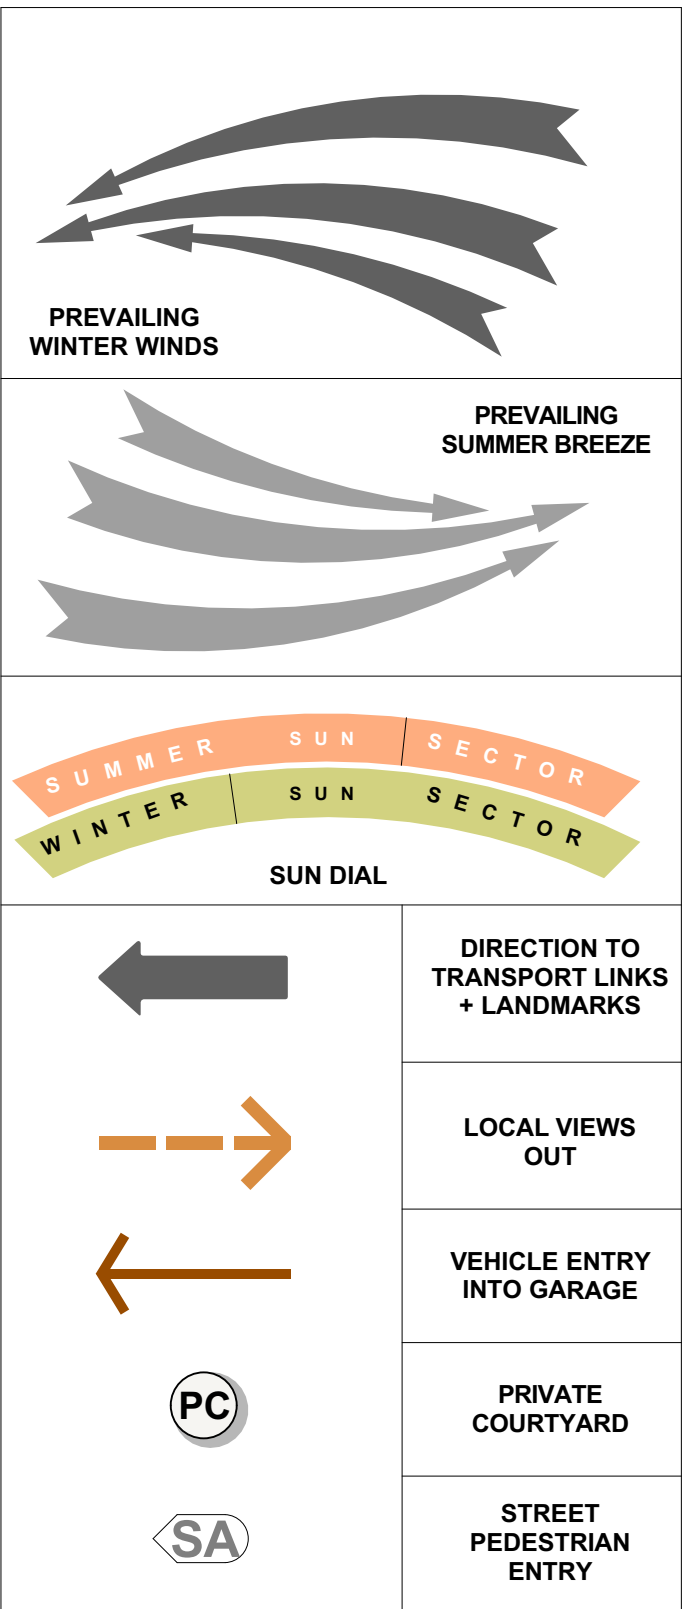 PREVAILING
WINTER WINDS
PREVAILING
SUMMER BREEZE
SUMMER SUN SECTOR
WINTER SUN SECTOR
SUN DIAL
DIRECTION TO
TRANSPORT LINKS
+ LANDMARKS
LOCAL VIEWS
OUT
VEHICLE ENTRY
INTO GARAGE
PC
PRIVATE
COURTYARD
SA
STREET
PEDESTRIAN
ENTRY